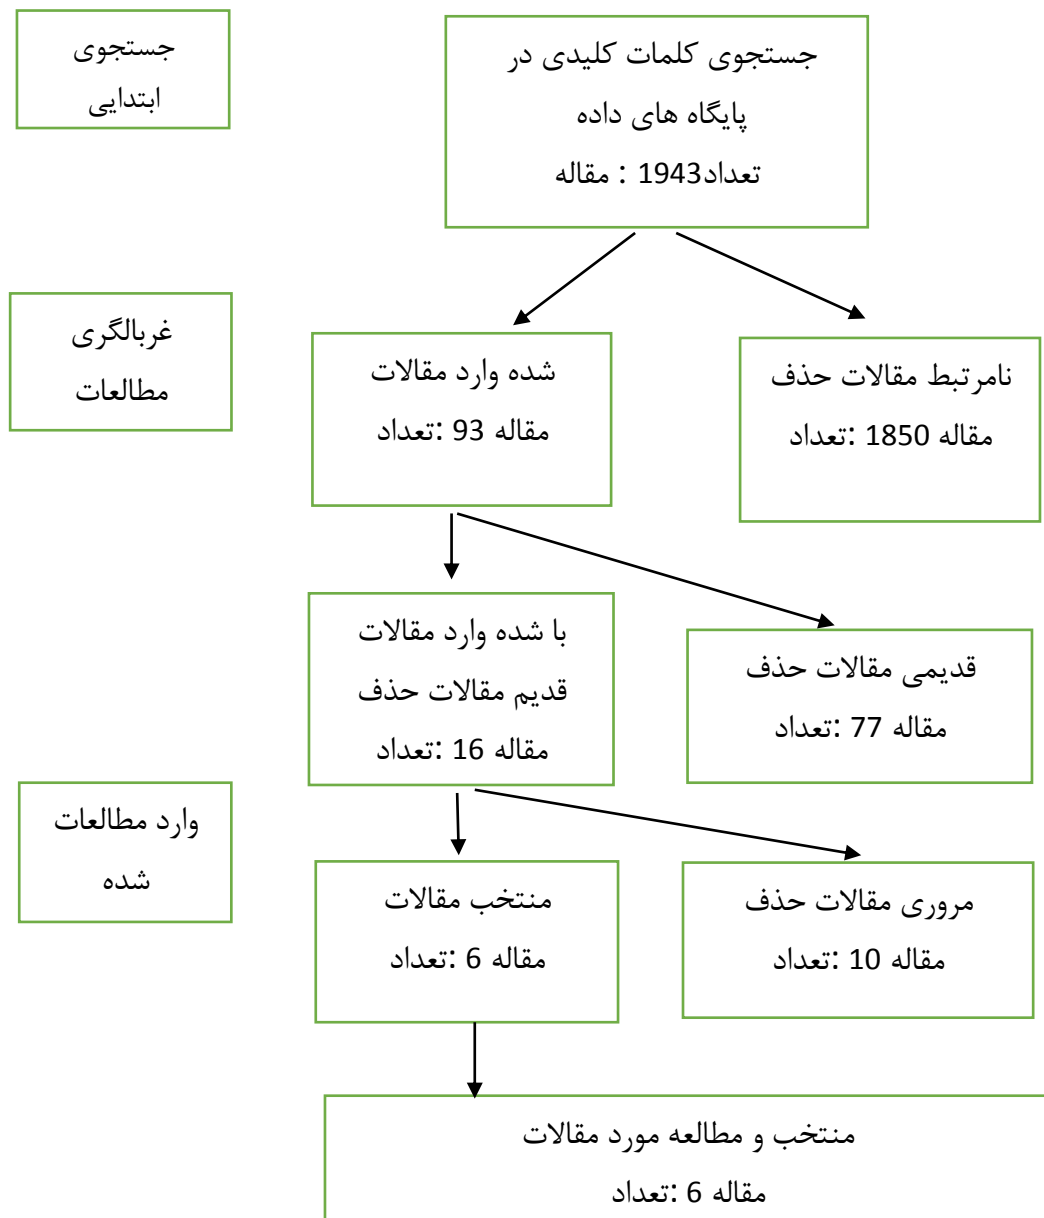 جستجوی
ابتدایی
جستجوی کلمات کلیدی در
پایگاه های داده
تعداد1943 : مقاله
غربالگری
مطالعات
شده وارد مقالات
مقاله 93 :تعداد
نامرتبط مقالات حذف
مقاله 1850 :تعداد
با شده وارد مقالات
قدیم مقالات حذف
مقاله 16 :تعداد
قدیمی مقالات حذف
مقاله 77 :تعداد
وارد مطالعات
شده
منتخب مقالات
مقاله 6 :تعداد
مروری مقالات حذف
مقاله 10 :تعداد
منتخب و مطالعه مورد مقالات
مقاله 6 :تعداد